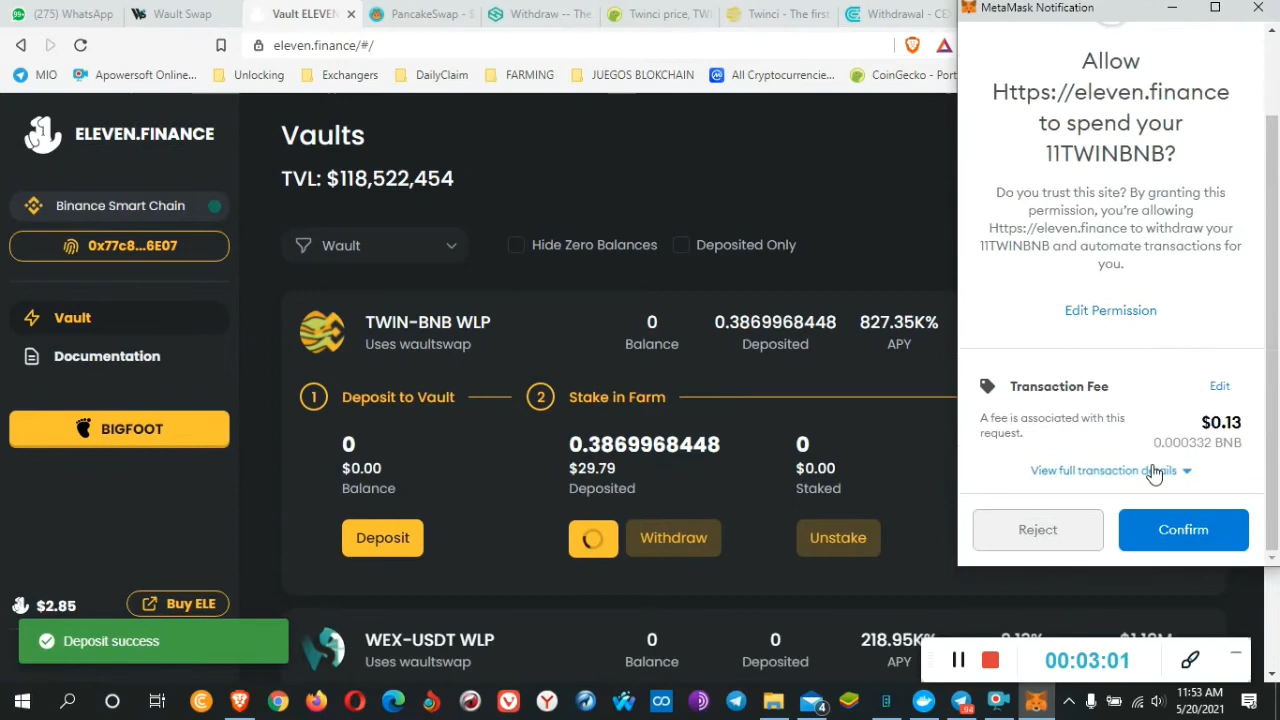 (75) WhatsApp
Wault Swap
Vault ELEVEN
PancakeSwap - S
Withdraw -- The
Twinci price, TW
Twinci - The first
Withdrawal - CE
MetaMask Notification
eleven.finance/#/
MIO
Apowersoft Online...
Unlocking
Exchangers
DailyClaim
FARMING
JUEGOS BLOKCHAIN
All Cryptocurrencie...
CoinGecko - Port
ELEVEN.FINANCE
Binance Smart Chain
0x77c8...6E07
Vault
Documentation
BIGFOOT
$2.85
Buy ELE
Deposit success
Vaults
TVL: $118,522,454
Wault
Hide Zero Balances
Deposited Only
TWIN-BNB WLP
Uses waultswap
0
Balance
0.3869968448
Deposited
827.35K%
APY
1 Deposit to Vault
2 Stake in Farm
0
$0.00
Balance
0.3869968448
$29.79
Deposited
0
$0.00
Staked
Deposit
Withdraw
Unstake
WEX-USDT WLP
Uses waultswap
0
Balance
0
Deposited
218.95K%
APY
Allow
Https://eleven.finance
to spend your
11TWINBNB?
Do you trust this site? By granting this
permission, you're allowing
Https://eleven.finance to withdraw your
11TWINBNB and automate transactions for
you.
Edit Permission
Transaction Fee
Edit
A fee is associated with this
request.
$0.13
0.000332 BNB
View full transaction details
Reject
Confirm
00:03:01
11:53 AM
5/20/2021